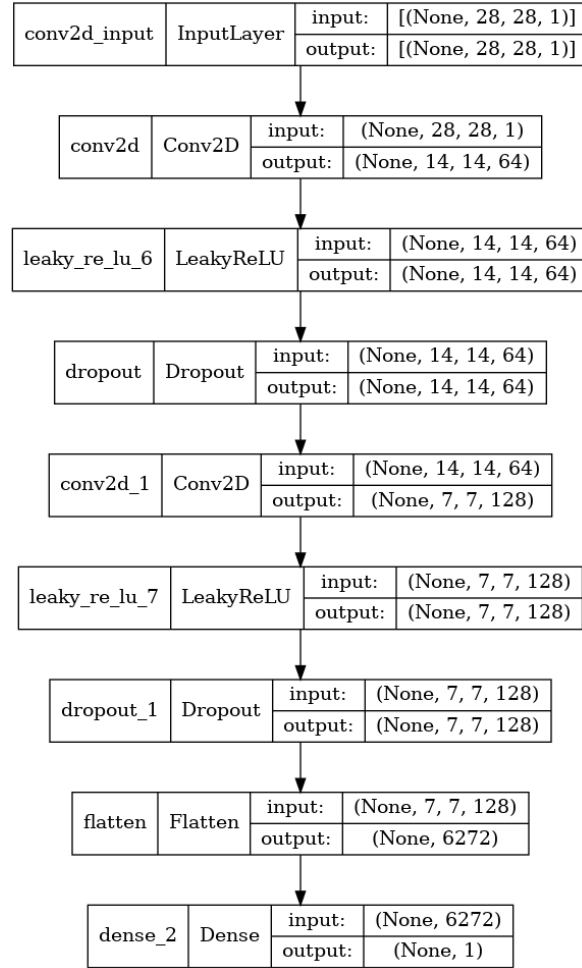 conv2d_input InputLayer input: [(None, 28, 28, 1)]
output: [(None, 28, 28, 1)]
conv2d Conv2D input: (None, 28, 28, 1)
output: (None, 14, 14, 64)
leaky_re_lu_6 LeakyReLU input: (None, 14, 14, 64)
output: (None, 14, 14, 64)
dropout Dropout input: (None, 14, 14, 64)
output: (None, 14, 14, 64)
conv2d_1 Conv2D input: (None, 14, 14, 64)
output: (None, 7, 7, 128)
leaky_re_lu_7 LeakyReLU input: (None, 7, 7, 128)
output: (None, 7, 7, 128)
dropout_1 Dropout input: (None, 7, 7, 128)
output: (None, 7, 7, 128)
flatten Flatten input: (None, 7, 7, 128)
output: (None, 6272)
dense_2 Dense input: (None, 6272)
output: (None, 1)